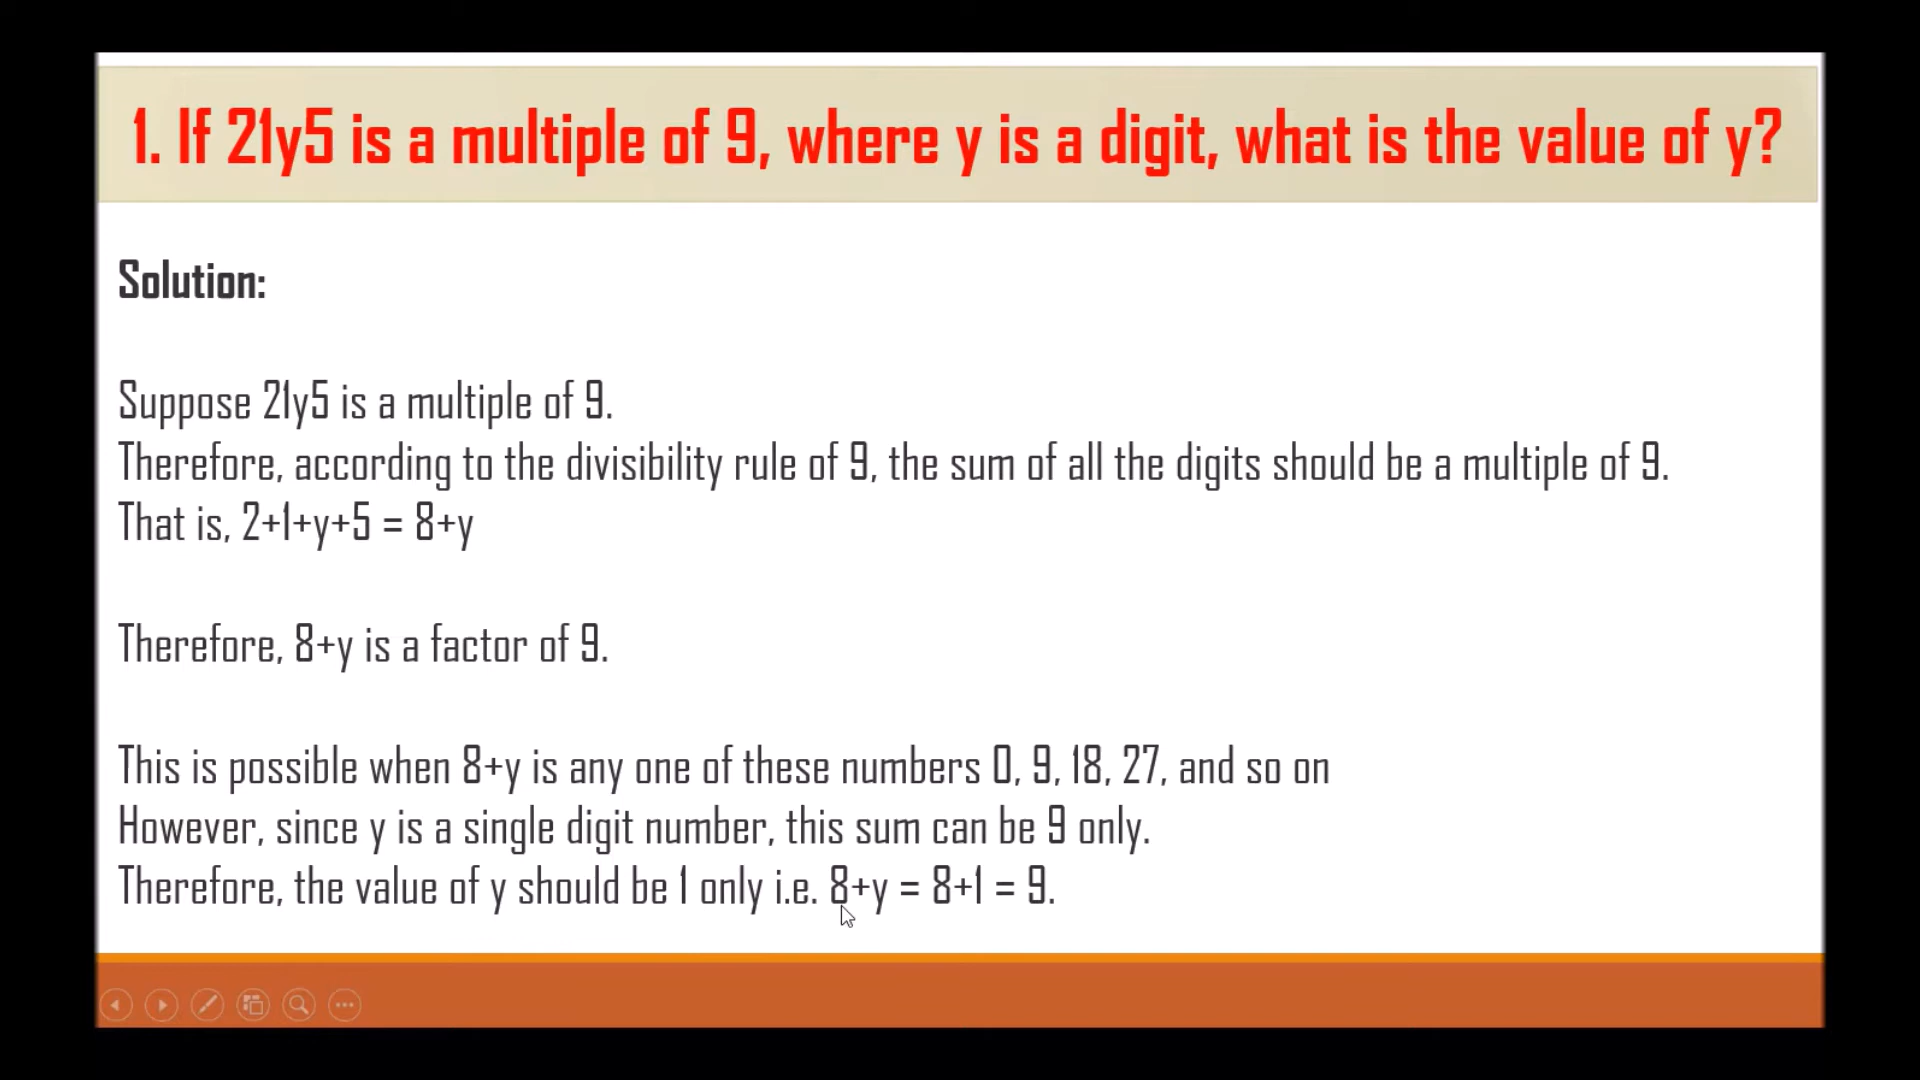 1. If 21y5 is a multiple of 9, where y is a digit, what is the value of y?
Solution:
Suppose 21y5 is a multiple of 9.
Therefore, according to the divisibility rule of 9, the sum of all the digits should be a multiple of 9.
That is, 2+1+y+5 = 8+y
Therefore, 8+y is a factor of 9.
This is possible when 8+y is any one of these numbers 0, 9, 18, 27, and so on
However, since y is a single digit number, this sum can be 9 only.
Therefore, the value of y should be 1 only i.e. 8+y = 8+1 = 9.